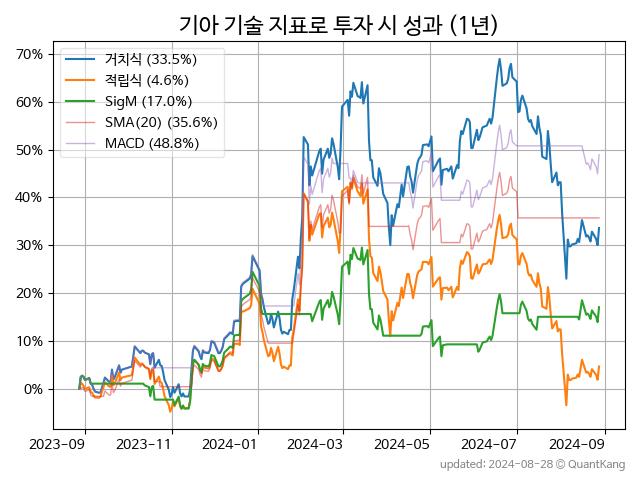 기아 기술 지표로 투자 시 성과 (1년)
70%
60%
50%
40%
30%
20%
10%
0%
거치식 (33.5%)
적립식 (4.6%)
SigM (17.0%)
SMA(20) (35.6%)
MACD (48.8%)
2023-09
2023-11
2024-01
2024-03
2024-05
2024-07
2024-09
updated: 2024-08-28 © QuantKang